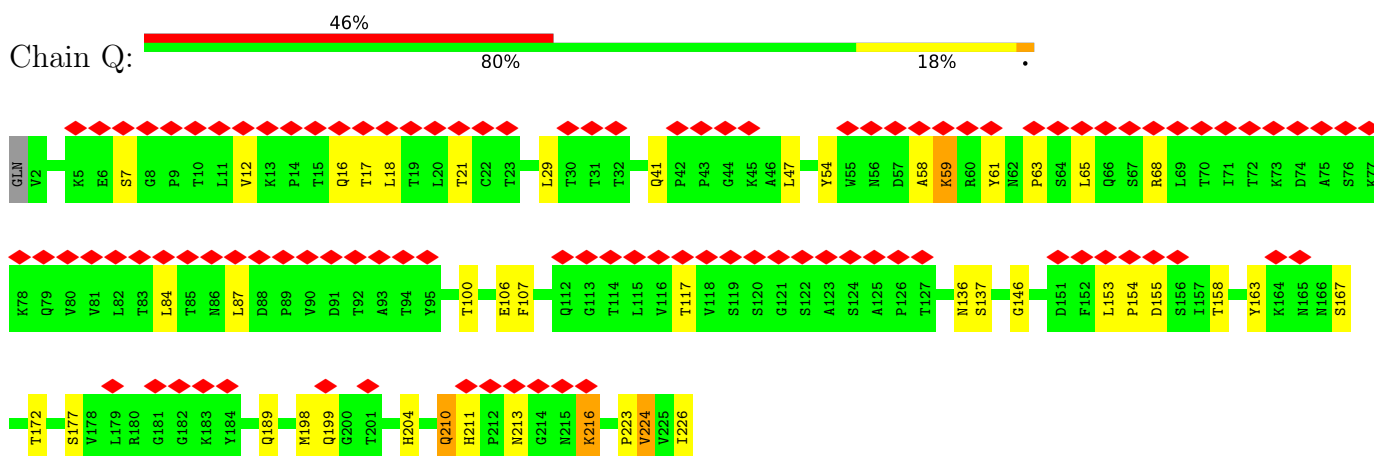 46%
Chain Q:
80% 18% •
GLN V2 K5 E6 S7 G8 P9 T10 L11 V12 K13 P14 T15 Q16 T17 L18 T19 L20 T21 C22 T23 L29 T30 T31 T32 Q41 P42 P43 G44 K45 A46 L47 Y54 W55 N56 D57 A58 K59 R60 Y61 N62 P63 S64 L65 Q66 S67 R68 L69 T70 I71 T72 K73 D74 A75 S76 K77
K78 Q79 V80 V81 L82 T83 L84 T85 N86 L87 D88 P89 V90 D91 T92 A93 T94 Y95 T100 E106 F107 Q112 G113 T114 L115 V116 T117 V118 S119 S120 G121 S122 A123 S124 A125 P126 T127 N136 S137 G146 D151 F152 L153 P154 D155 S156 I157 T158 Y163 K164 N165 N166 S167
T172 S177 V178 L179 R180 G181 G182 K183 Y184 Q189 M198 Q199 G200 T201 H204 Q210 H211 P212 N213 G214 N215 K216 P223 V224 V225 I226